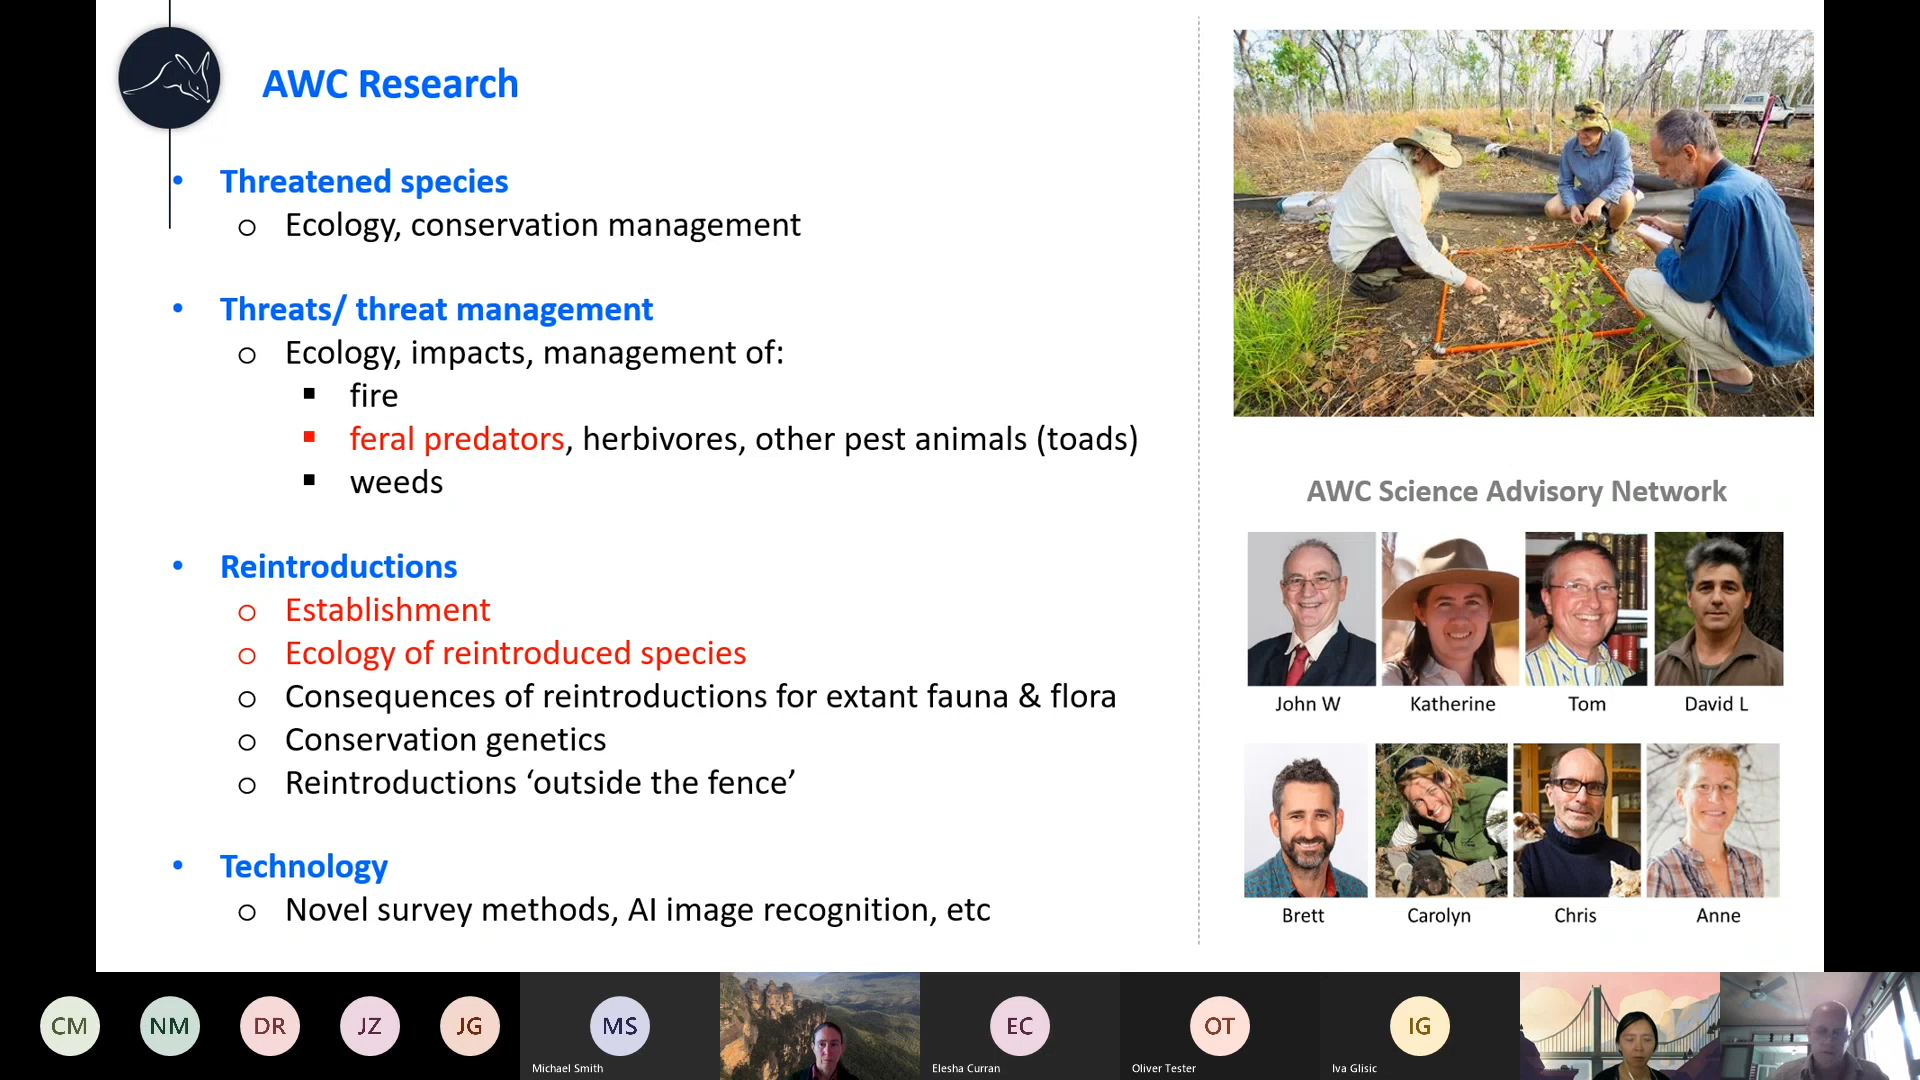 AWC Research
• Threatened species
o Ecology, conservation management
• Threats/ threat management
o Ecology, impacts, management of:
▪ fire
▪ feral predators, herbivores, other pest animals (toads)
▪ weeds
• Reintroductions
o Establishment
o Ecology of reintroduced species
o Consequences of reintroductions for extant fauna & flora
o Conservation genetics
o Reintroductions ‘outside the fence’
• Technology
o Novel survey methods, AI image recognition, etc
AWC Science Advisory Network
John W Katherine Tom David L
Brett Carolyn Chris Anne
CM NM DR JZ JG MS EC OT IG
Michael Smith Elesha Curran Oliver Tester Iva Glisic